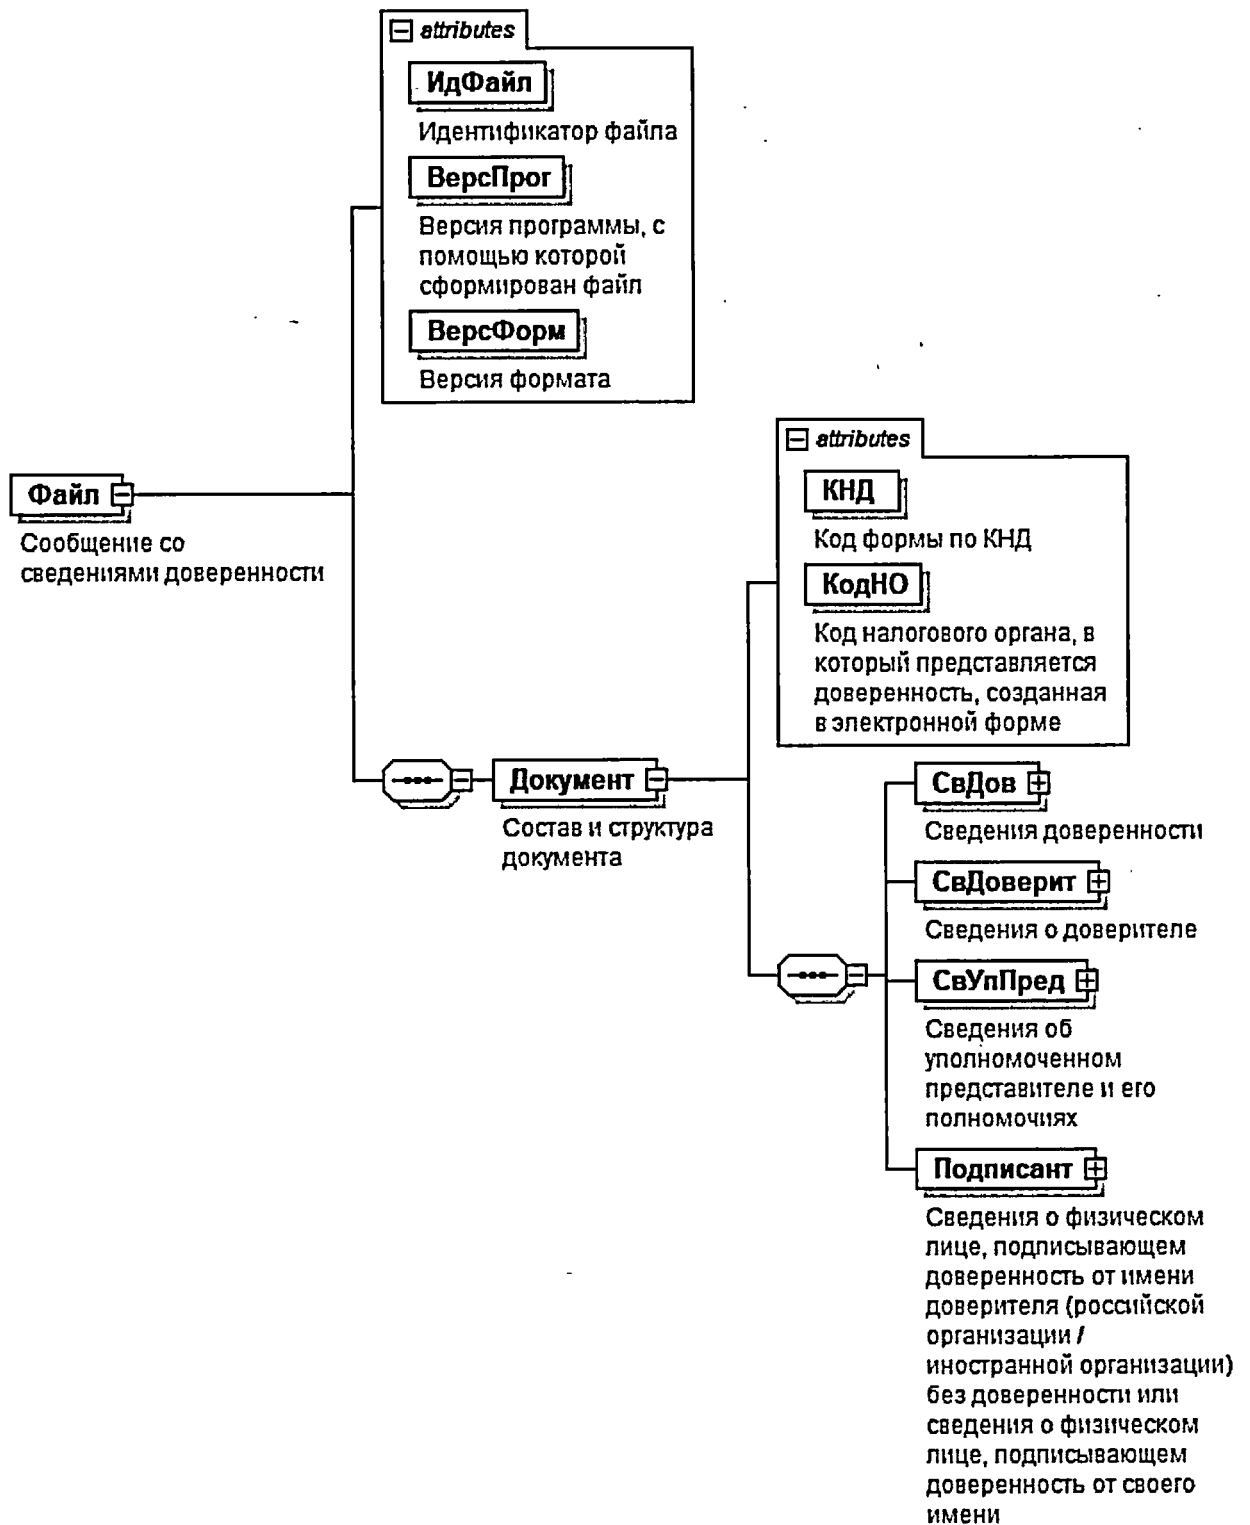 attributes
ИдФайл
Идентификатор файла
ВерсПрог
Версия программы, с
помощью которой
сформирован файл
ВерсФорм
Версия формата
Файл
Сообщение со
сведениями доверенности
attributes
КНД
Код формы по КНД
КодНО
Код налогового органа, в
который представляется
доверенность, созданная
в электронной форме
Документ
Состав и структура
документа
СвДов
Сведения доверенности
СвДоверит
Сведения о доверителе
СвУпПред
Сведения об
уполномоченном
представителе и его
полномочиях
Подписант
Сведения о физическом
лице, подписывающем
доверенность от имени
доверителя (российской
организации /
иностранной организации)
без доверенности или
сведения о физическом
лице, подписывающем
доверенность от своего
имени